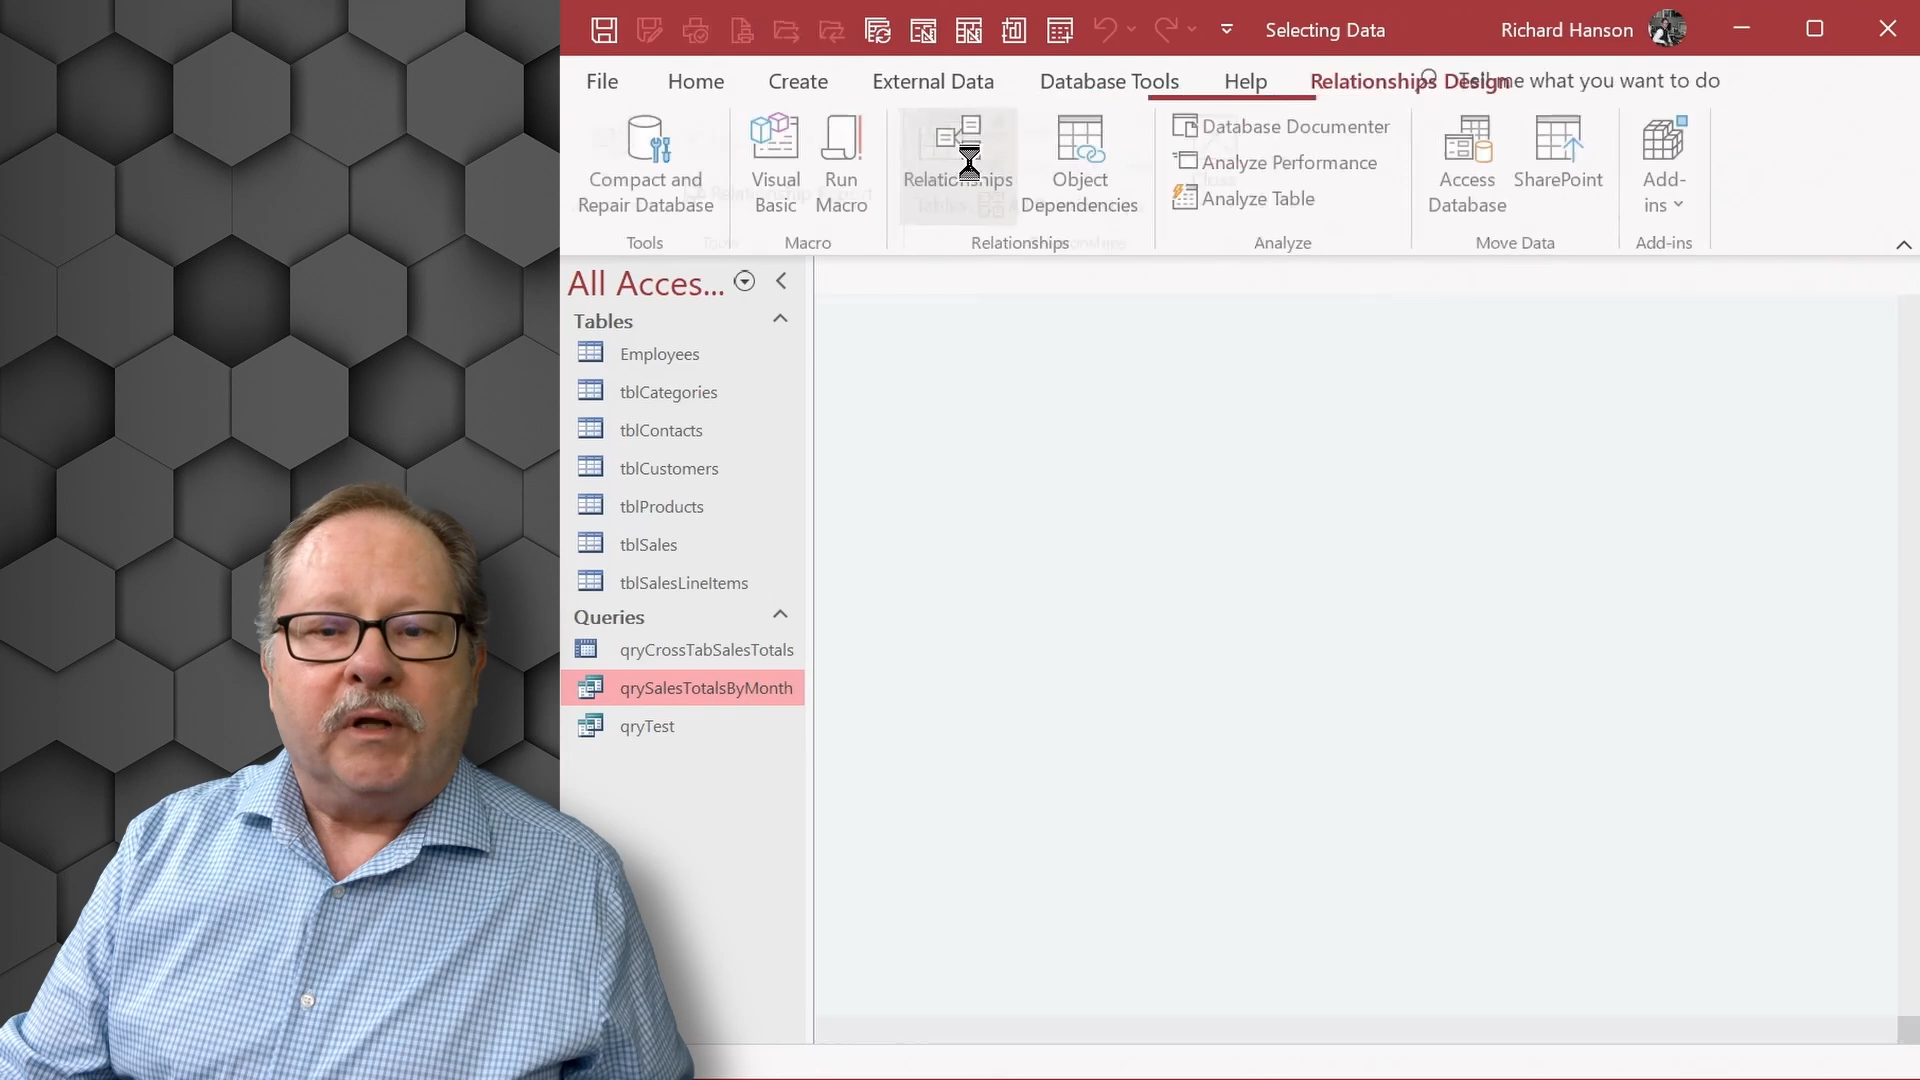 Selecting Data
Richard Hanson
File Home Create External Data Database Tools Help Relationships Design Tell me what you want to do
Compact and
Repair Database
Visual
Basic
Run
Macro
Relationships
Object
Dependencies
Database Documenter
Analyze Performance
Analyze Table
Access
Database
SharePoint
Add-
ins
Tools Macro Relationships Analyze Move Data Add-ins
All Acces...
Tables
Employees
tblCategories
tblContacts
tblCustomers
tblProducts
tblSales
tblSalesLineItems
Queries
qryCrossTabSalesTotals
qrySalesTotalsByMonth
qryTest